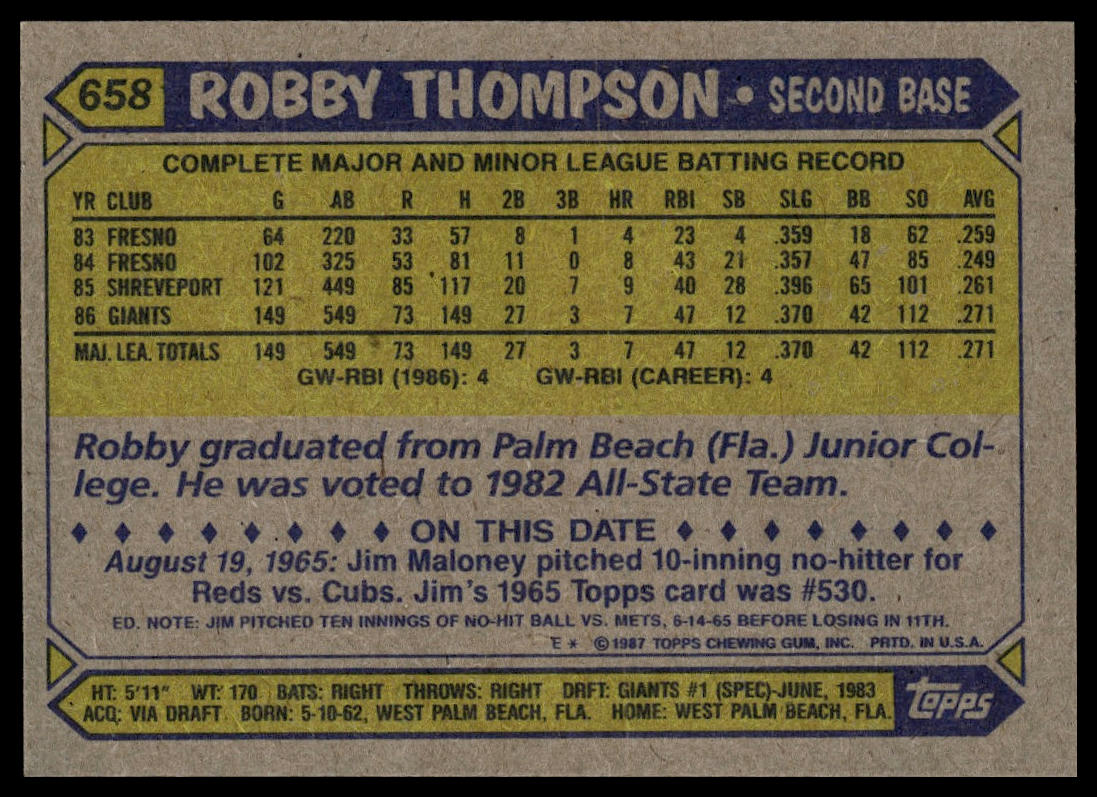 658 ROBBY THOMPSON • SECOND BASE
COMPLETE MAJOR AND MINOR LEAGUE BATTING RECORD
YR CLUB G AB R H 2B 3B HR RBI SB SLG BB SO AVG
83 FRESNO 64 220 33 57 8 1 4 23 4 .359 18 62 .259
84 FRESNO 102 325 53 81 11 0 8 43 21 .357 47 85 .249
85 SHREVEPORT 121 449 85 117 20 7 9 40 28 .396 65 101 .261
86 GIANTS 149 549 73 149 27 3 7 47 12 .370 42 112 .271
MAJ. LEA. TOTALS 149 549 73 149 27 3 7 47 12 .370 42 112 .271
GW-RBI (1986): 4 GW-RBI (CAREER): 4
Robby graduated from Palm Beach (Fla.) Junior Col-
lege. He was voted to 1982 All-State Team.
♦ ♦ ♦ ♦ ♦ ♦ ♦ ♦ ON THIS DATE ♦ ♦ ♦ ♦ ♦ ♦ ♦ ♦
August 19, 1965: Jim Maloney pitched 10-inning no-hitter for
Reds vs. Cubs. Jim's 1965 Topps card was #530.
ED. NOTE: JIM PITCHED TEN INNINGS OF NO-HIT BALL VS. METS, 6-14-65 BEFORE LOSING IN 11TH.
E * © 1987 TOPPS CHEWING GUM, INC. PRTD. IN U.S.A.
HT: 5'11" WT: 170 BATS: RIGHT THROWS: RIGHT DRFT: GIANTS #1 (SPEC)-JUNE, 1983
ACQ: VIA DRAFT BORN: 5-10-62, WEST PALM BEACH, FLA. HOME: WEST PALM BEACH, FLA.
topps